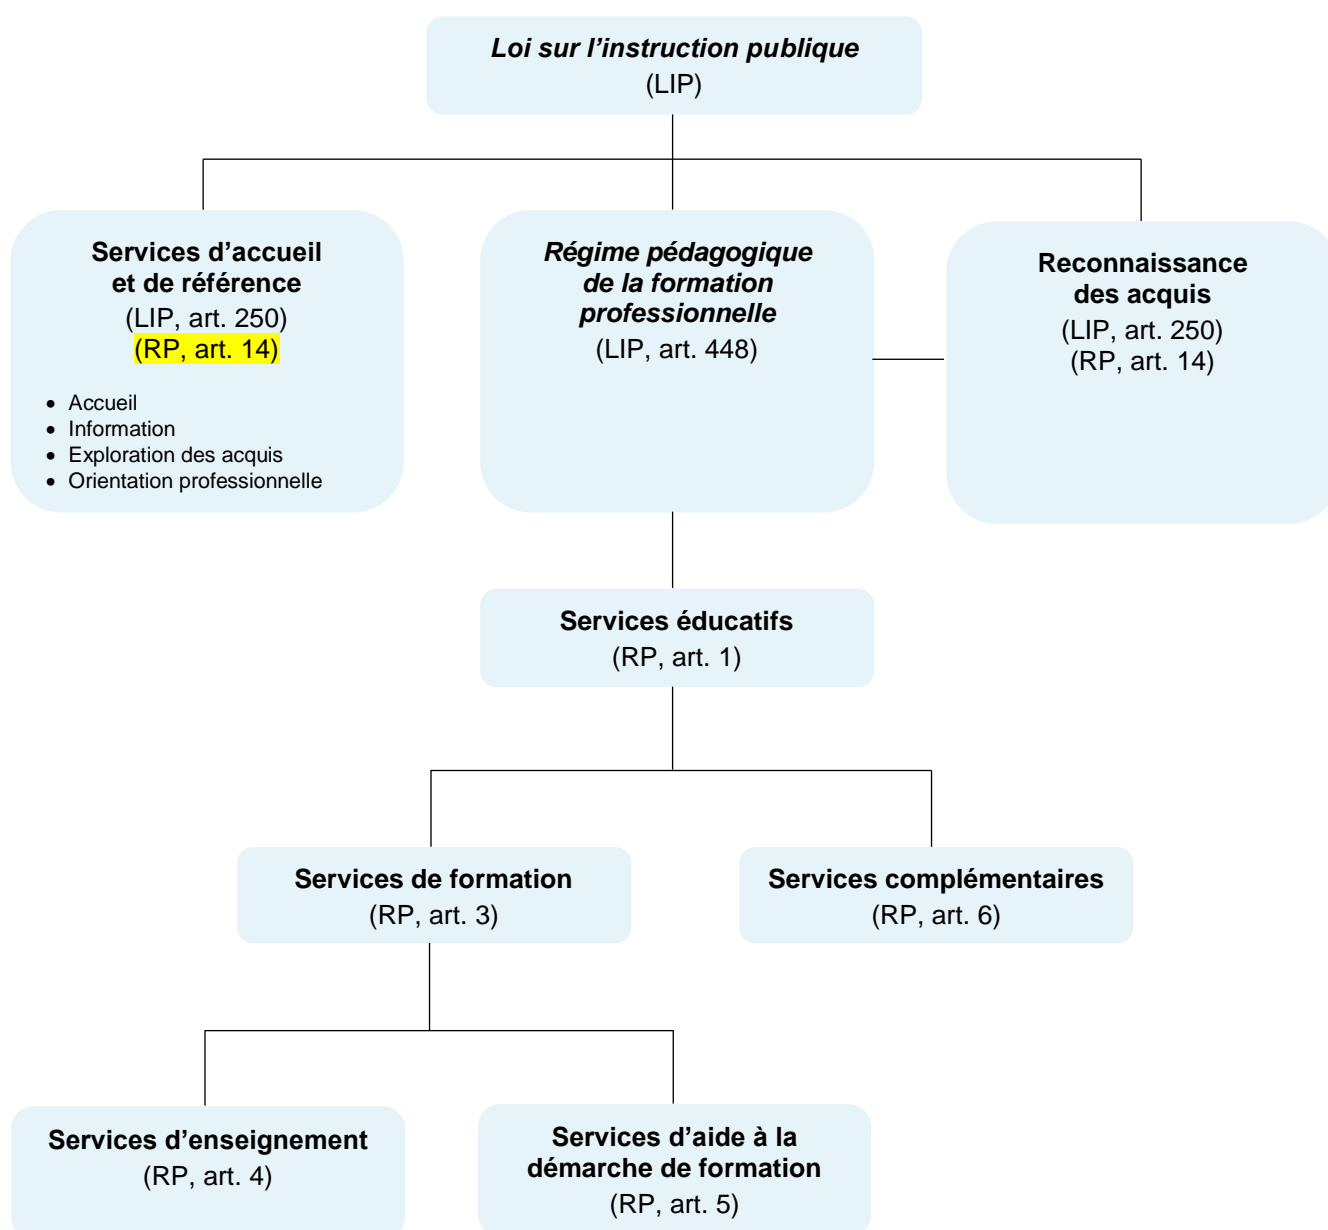 Loi sur l’instruction publique
(LIP)
Services d’accueil
et de référence
(LIP, art. 250)
(RP, art. 14)
• Accueil
• Information
• Exploration des acquis
• Orientation professionnelle
Régime pédagogique
de la formation
professionnelle
(LIP, art. 448)
Reconnaissance
des acquis
(LIP, art. 250)
(RP, art. 14)
Services éducatifs
(RP, art. 1)
Services de formation
(RP, art. 3)
Services complémentaires
(RP, art. 6)
Services d’enseignement
(RP, art. 4)
Services d’aide à la
démarche de formation
(RP, art. 5)